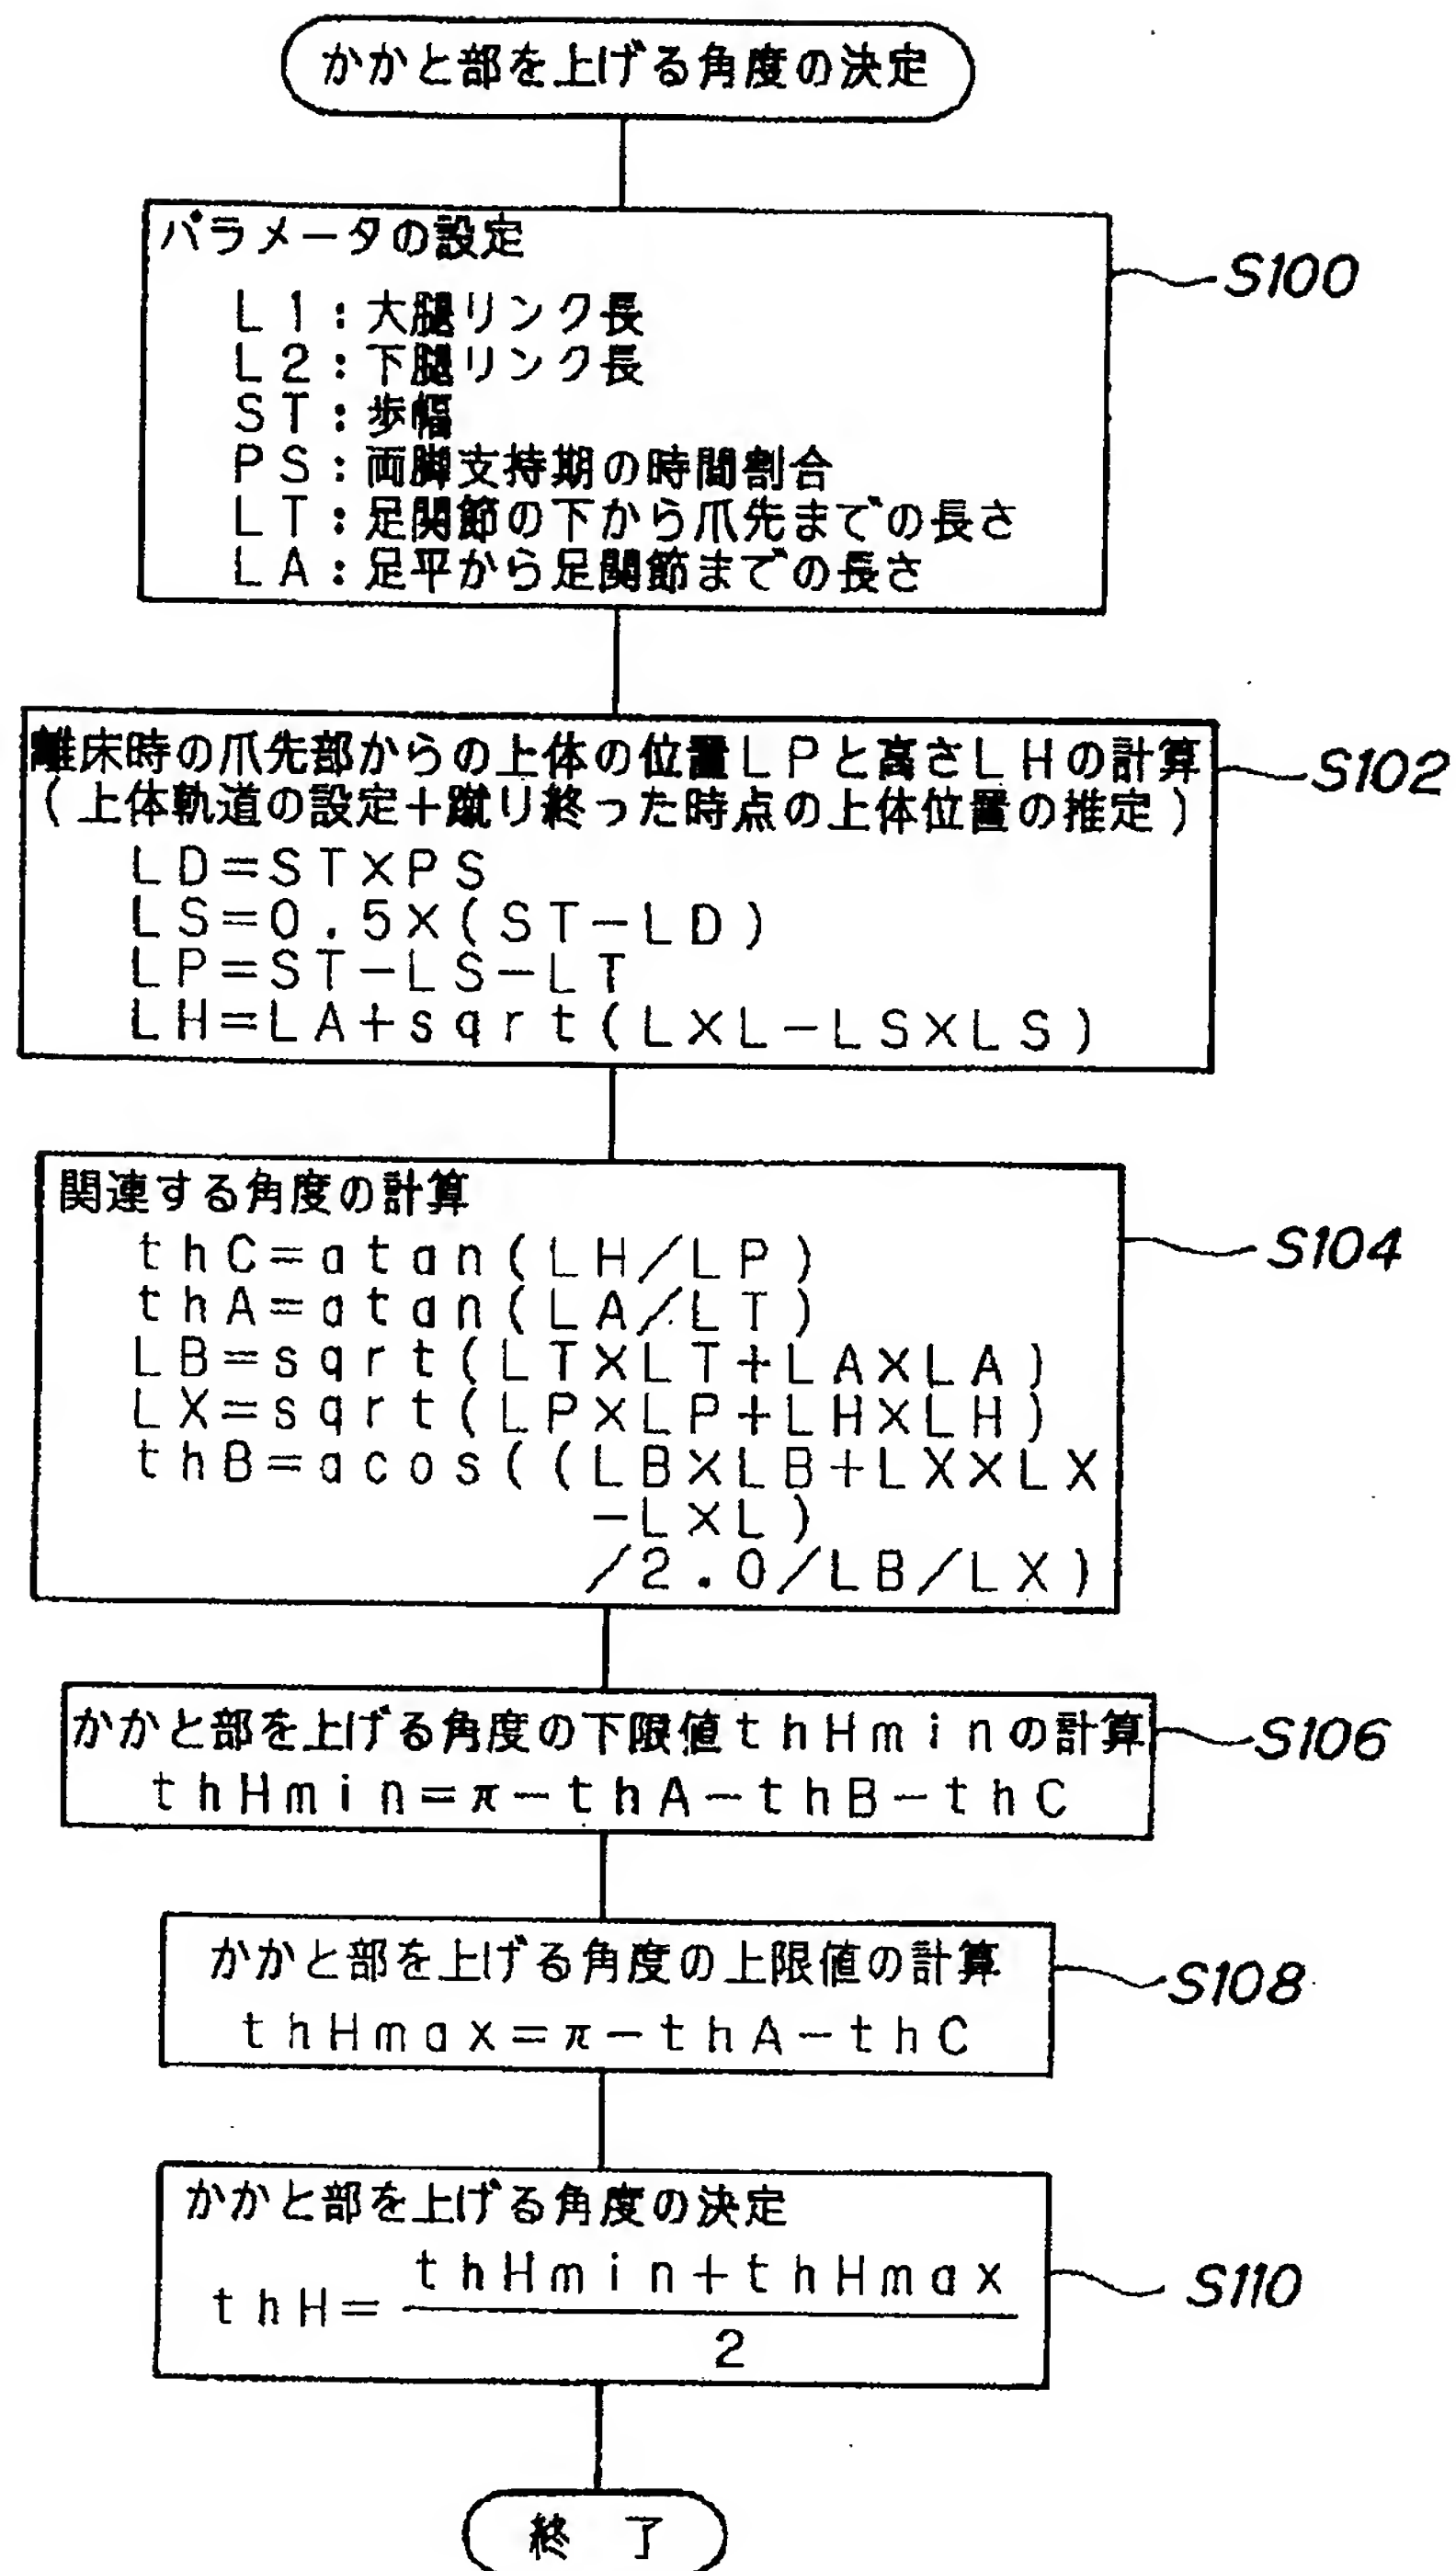 かかと部を上げる角度の決定
パラメータの設定
S100
L1:大腿リンク長
L2:下腿リンク長
ST:歩幅
PS:両脚支持期の時間割合
LT:足関節の下から爪先までの長さ
LA:足平から足関節までの長さ
離床時の爪先部からの上体の位置LPと高さLHの計算
S102
(上体軌道の設定+蹴り終った時点の上体位置の推定)
LD=ST×PS
LS=0.5×(ST-LD)
LP=ST-LS-LT
LH=LA+sqrt(L×L-LS×LS)
関連する角度の計算
S104
thC=atan(LH/LP)
thA=atan(LA/LT)
LB=sqrt(LT×LT+LA×LA)
LX=sqrt(LP×LP+LH×LH)
thB=acos((LB×LB+LX×LX
-L×L)
/2.0/LB/LX)
かかと部を上げる角度の下限値thHminの計算
S106
thHmin=π-thA-thB-thC
かかと部を上げる角度の上限値の計算
S108
thHmax=π-thA-thC
かかと部を上げる角度の決定
S110
thHmin+thHmax
thH=
2
終了